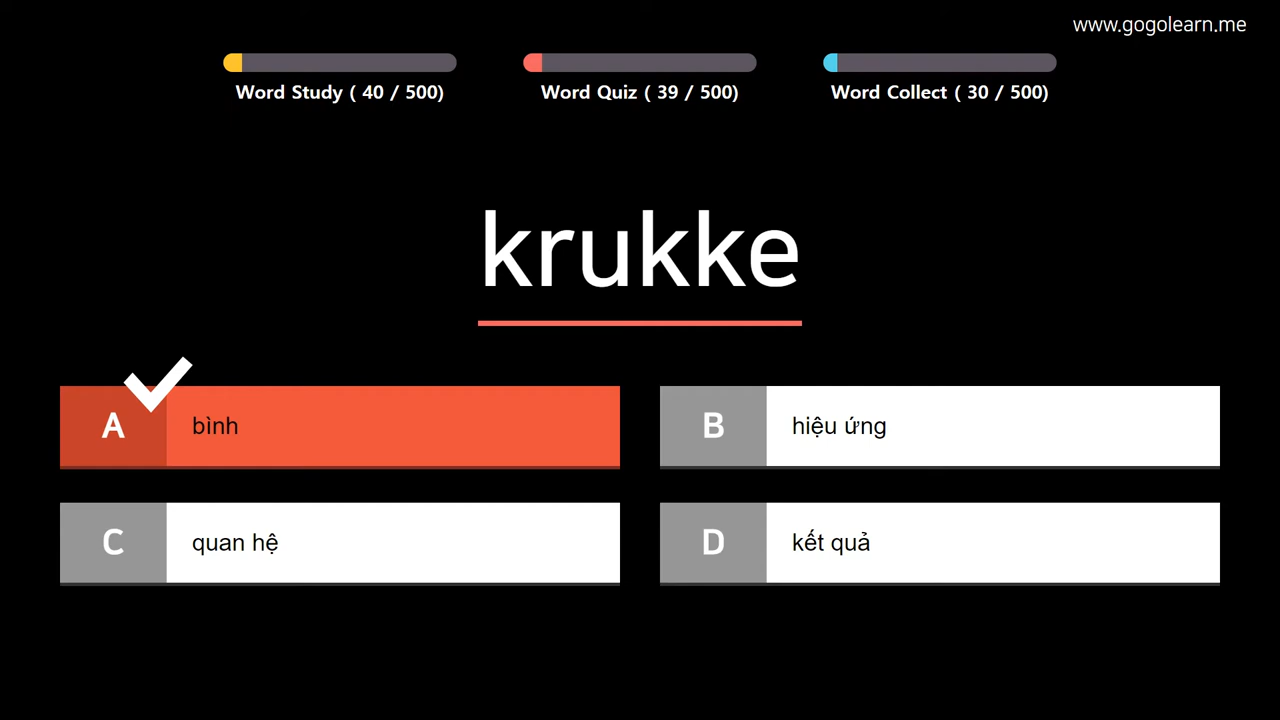 www.gogolearn.me
Word Study ( 40 / 500)
Word Quiz ( 39 / 500)
Word Collect ( 30 / 500)
krukke
A bình
B hiệu ứng
C quan hệ
D kết quả